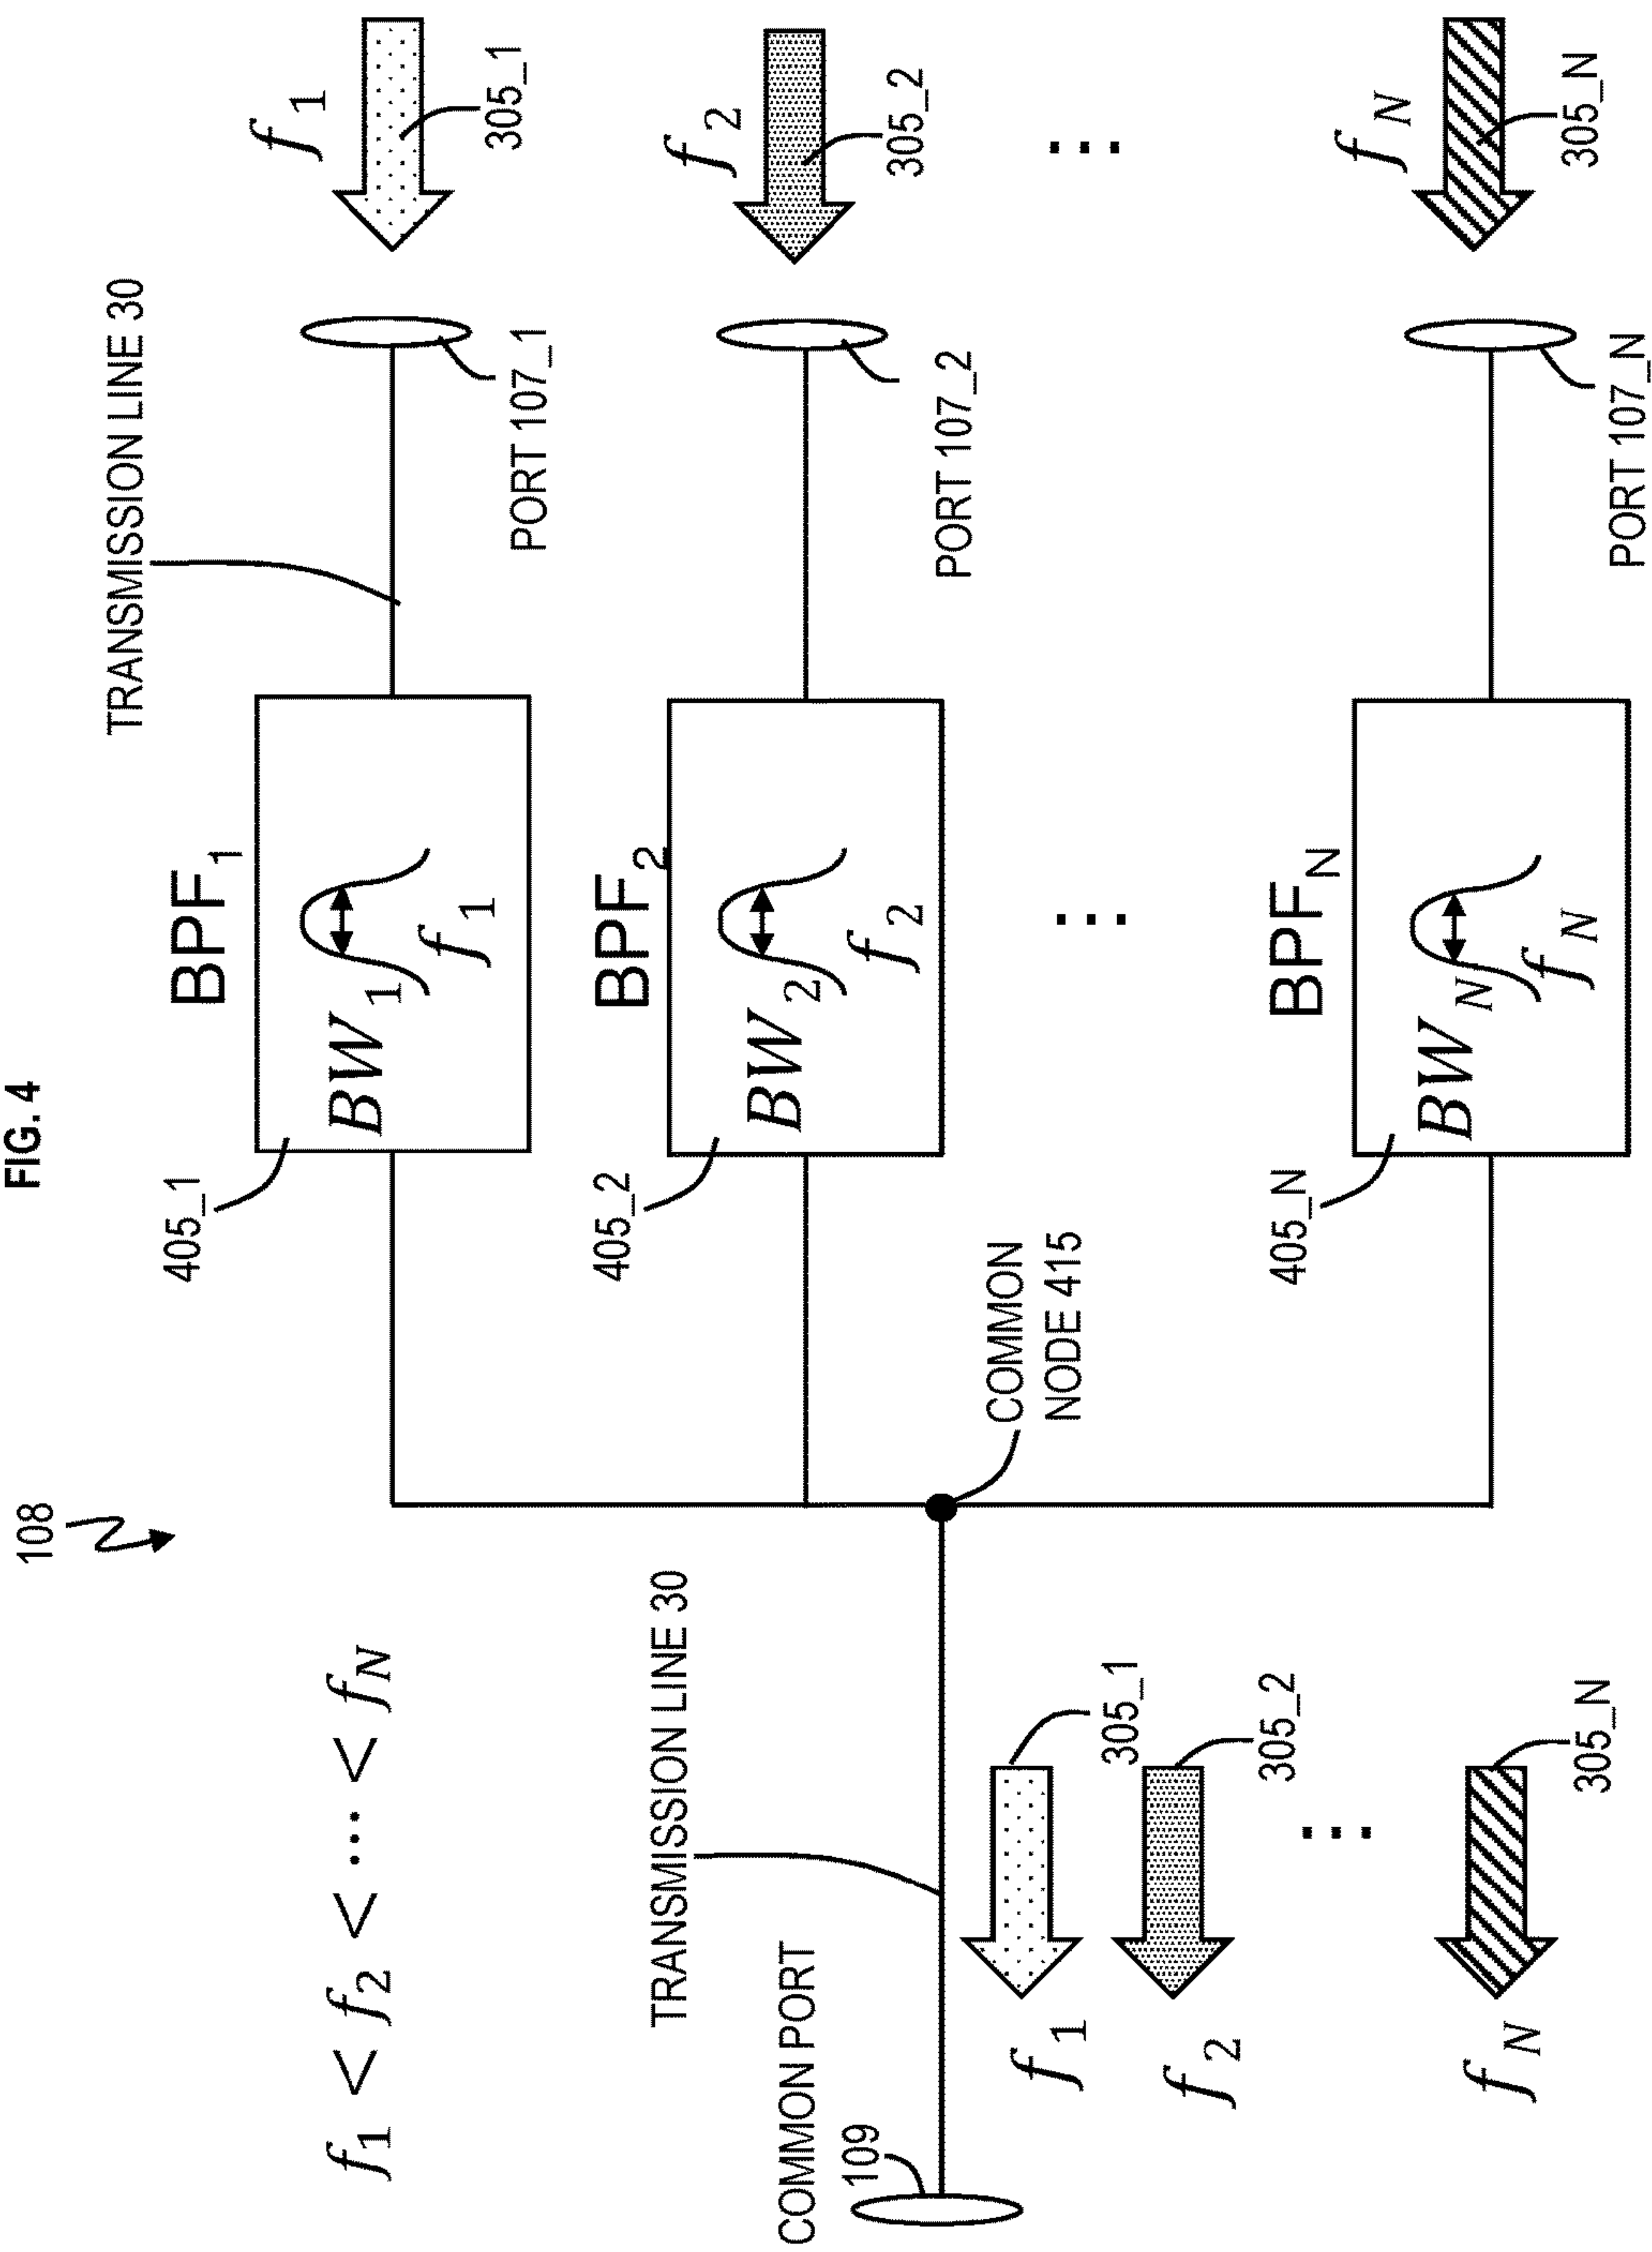 FIG. 4
108
f1 < f2 < ··· < fN
405_1
BPF1
BW1
f1
TRANSMISSION LINE 30
PORT 107_1
f1
305_1
405_2
BPF2
BW2
f2
PORT 107_2
f2
305_2
⋮
⋮
TRANSMISSION LINE 30
COMMON PORT
109
COMMON
NODE 415
305_1
f1
305_2
f2
⋮
305_N
fN
405_N
BPFN
BWN
fN
PORT 107_N
fN
305_N